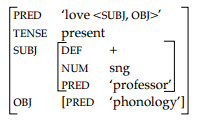 PRED ‘love <SUBJ, OBJ>’
TENSE present
SUBJ DEF +
NUM sng
PRED ‘professor’
OBJ [PRED ‘phonology’]